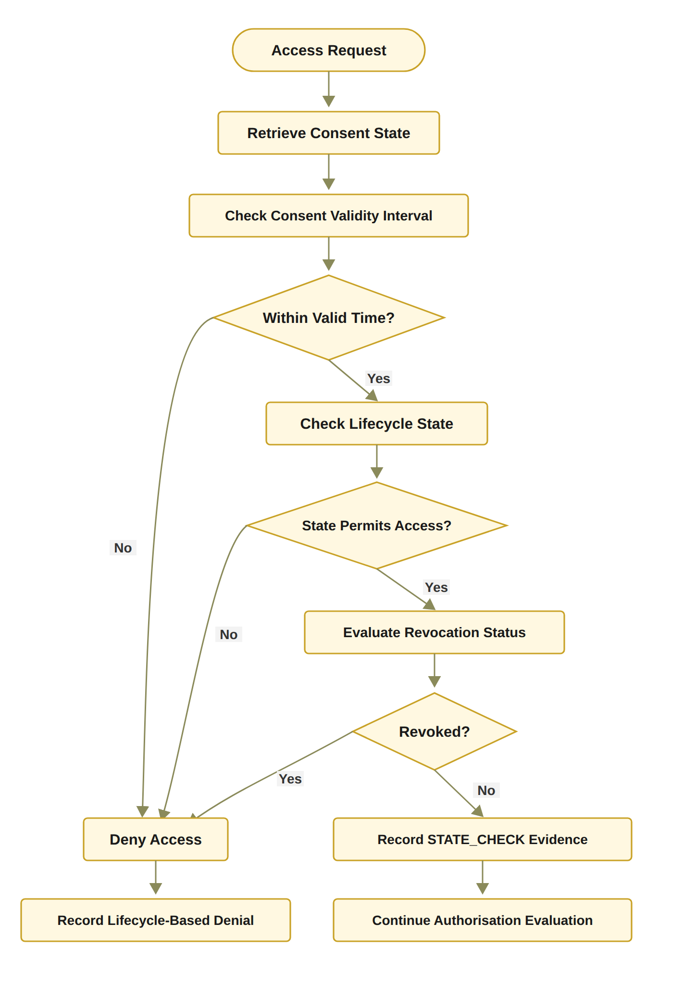 Access Request
Retrieve Consent State
Check Consent Validity Interval
Within Valid Time?
Yes
Check Lifecycle State
State Permits Access?
No
Yes
Evaluate Revocation Status
No
Revoked?
Yes
No
Deny Access
Record STATE_CHECK Evidence
Record Lifecycle-Based Denial
Continue Authorisation Evaluation